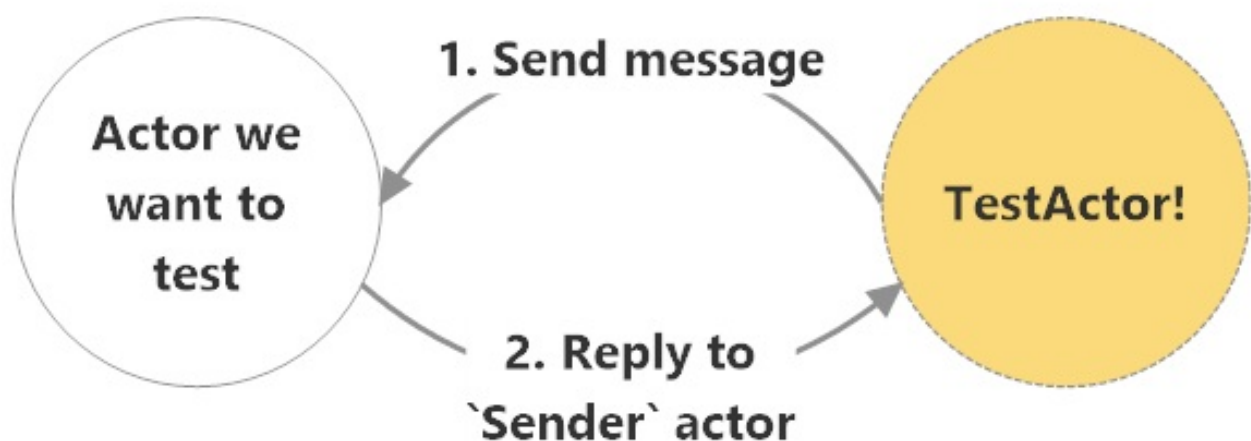 1. Send message
Actor we
want to
test
TestActor!
2. Reply to
`Sender` actor